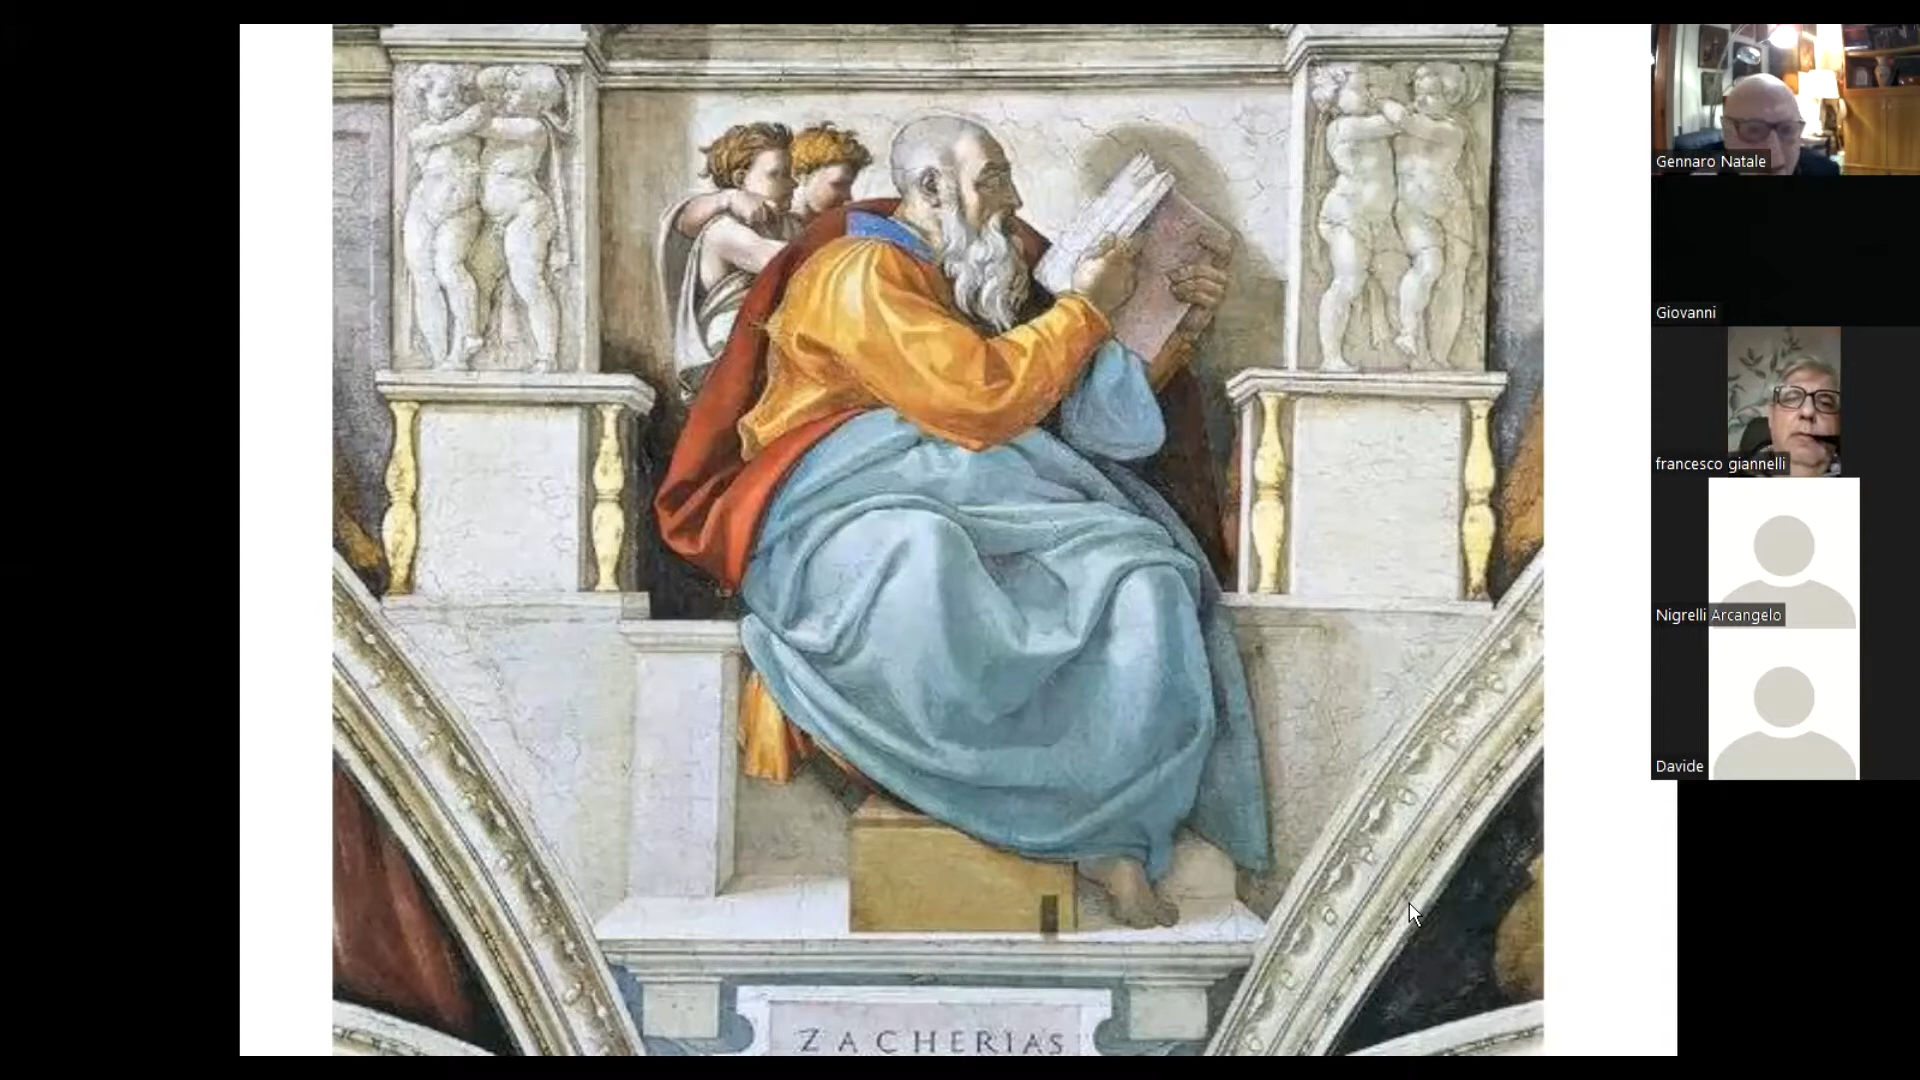 Gennaro Natale
Giovanni
francesco giannelli
Nigrelli Arcangelo
Davide
ZACHERIAS